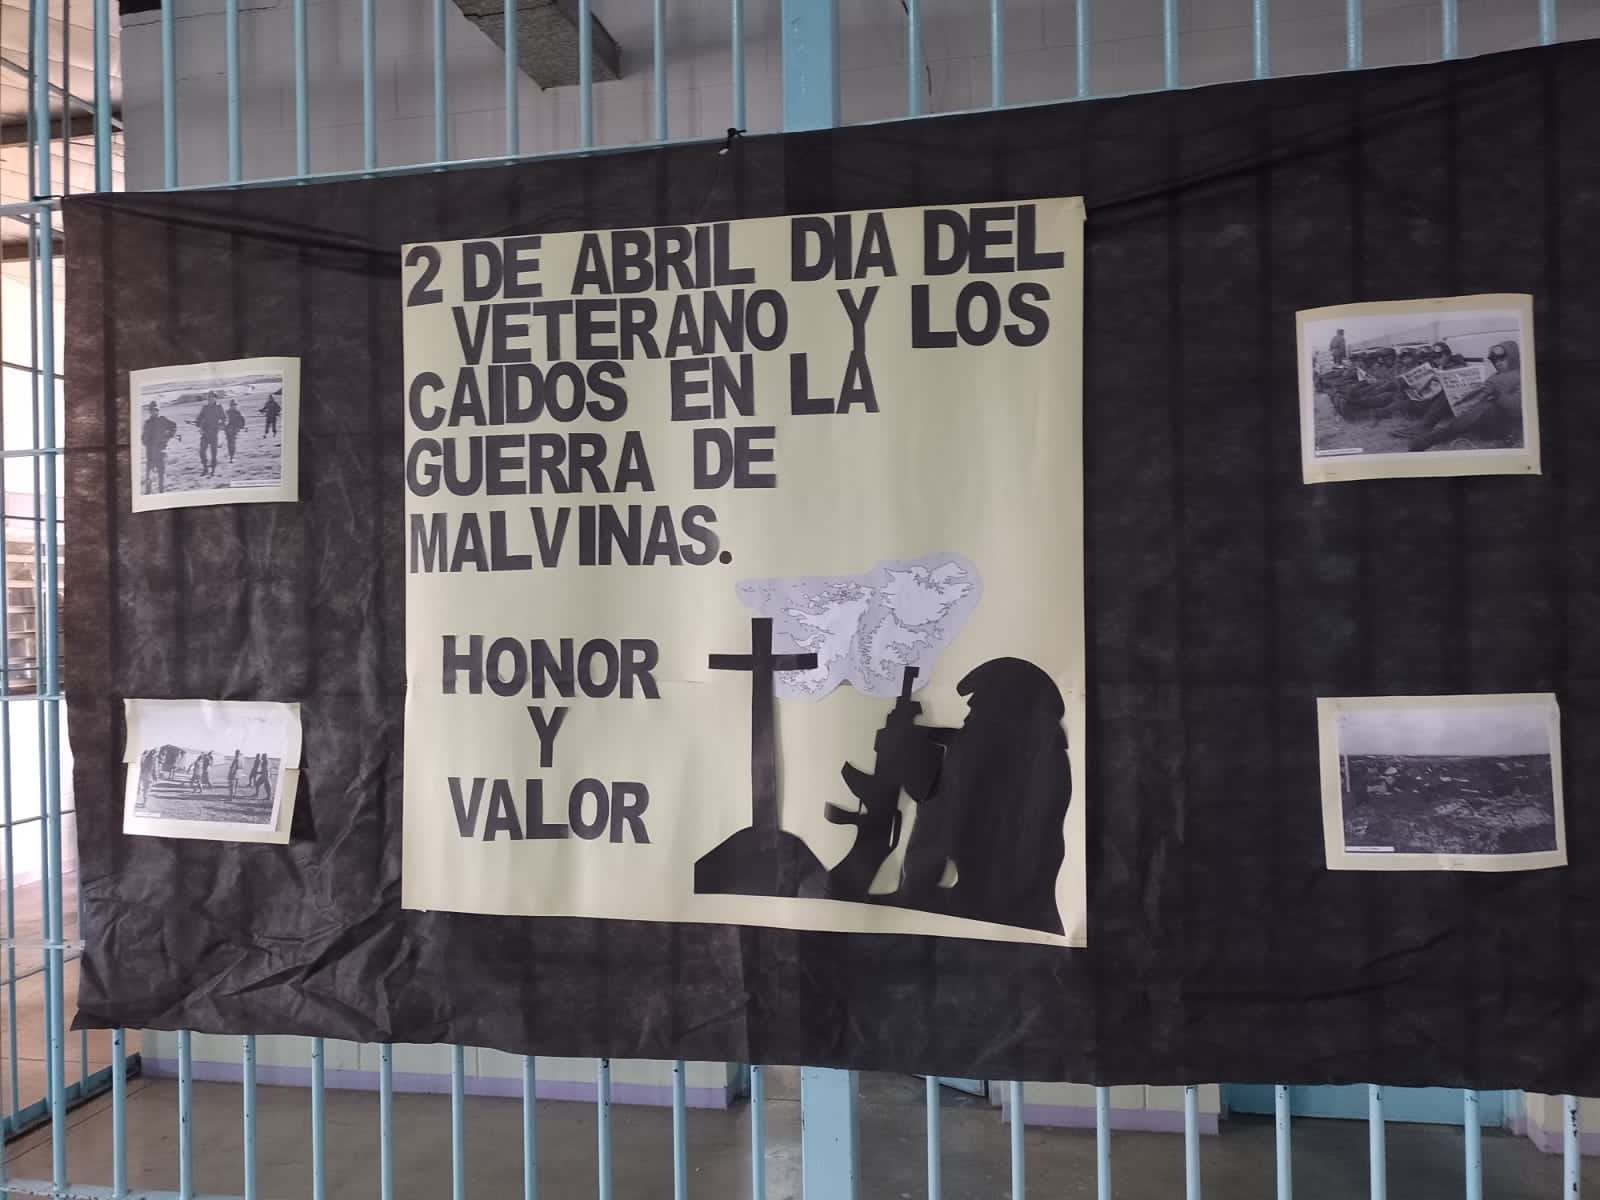 2 DE ABRIL DIA DEL
VETERANO Y LOS
CAIDOS EN LA
GUERRA DE
MALVINAS.
HONOR
Y
VALOR